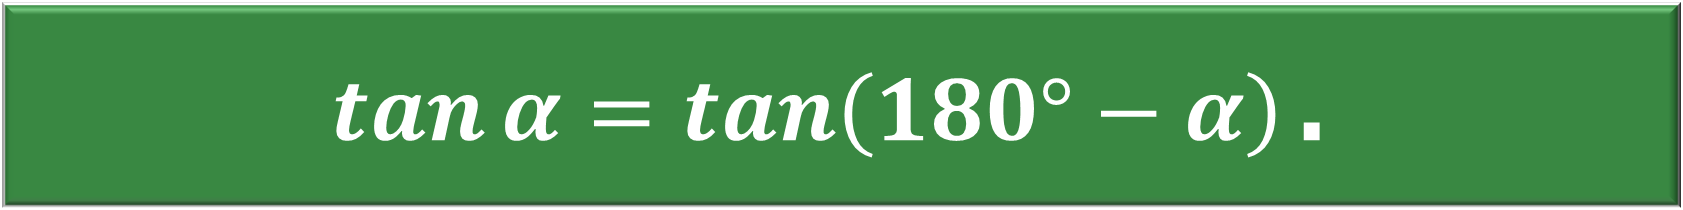 tan α = tan(180° − α) .